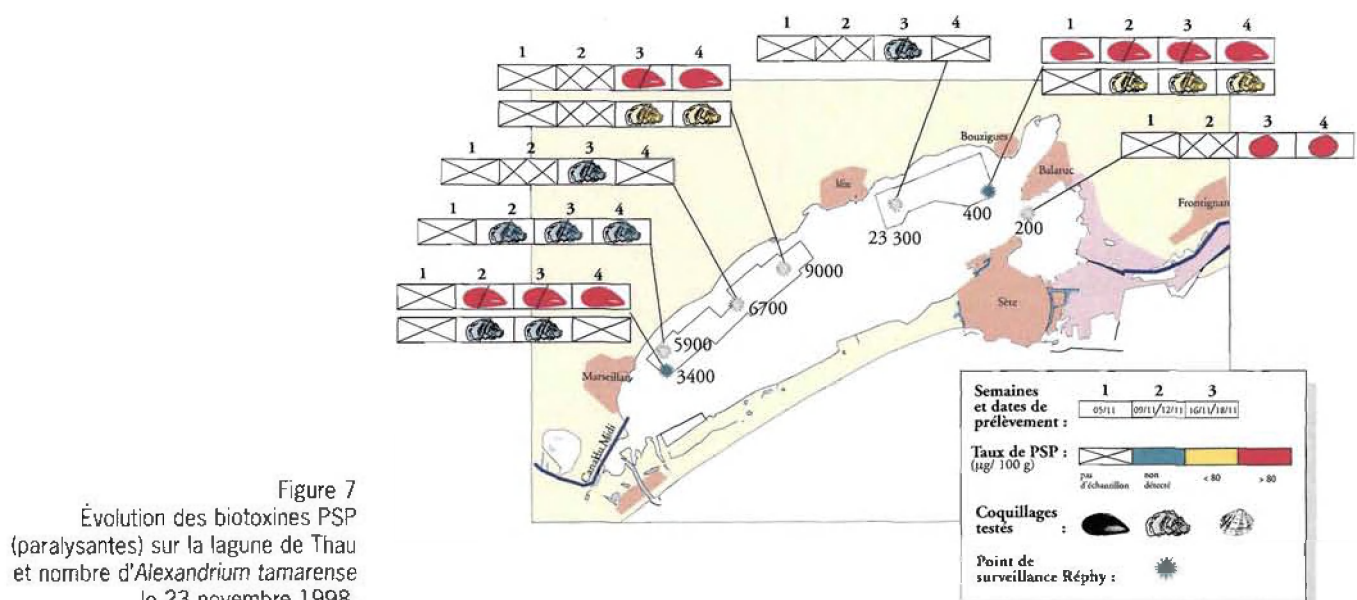 1 2 3 4
1 2 3 4
1 2 3 4
1 2 3 4
1 2 3 4
1 2 3 4
1 2 3 4
Bouzigues
Balaruc
Frontignan
Sète
Marseillan
Canal du Midi
400
200
23 300
9000
6700
5900
3400
Semaines
et dates de
prélèvement :
1 2 3
05/11 09/11/12/11 16/11/18/11
Taux de PSP :
(µg/ 100 g)
pas
d'échantillon
non
détecté
< 80
> 80
Coquillages
testés :
Point de
surveillance Réphy :
Figure 7
Évolution des biotoxines PSP
(paralysantes) sur la lagune de Thau
et nombre d'Alexandrium tamarense
le 23 novembre 1998.